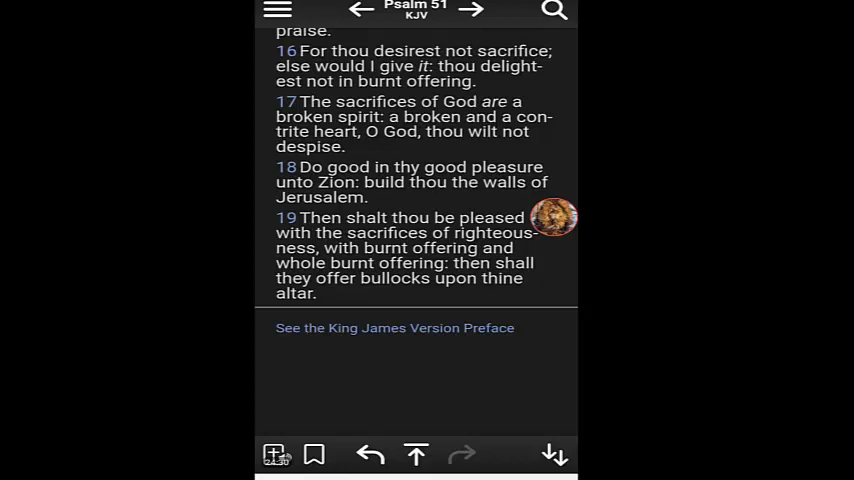 Psalm 51
KJV
praise.
16 For thou desirest not sacrifice;
else would I give it: thou delight-
est not in burnt offering.
17 The sacrifices of God are a
broken spirit: a broken and a con-
trite heart, O God, thou wilt not
despise.
18 Do good in thy good pleasure
unto Zion: build thou the walls of
Jerusalem.
19 Then shalt thou be pleased
with the sacrifices of righteous-
ness, with burnt offering and
whole burnt offering: then shall
they offer bullocks upon thine
altar.
See the King James Version Preface
24:30